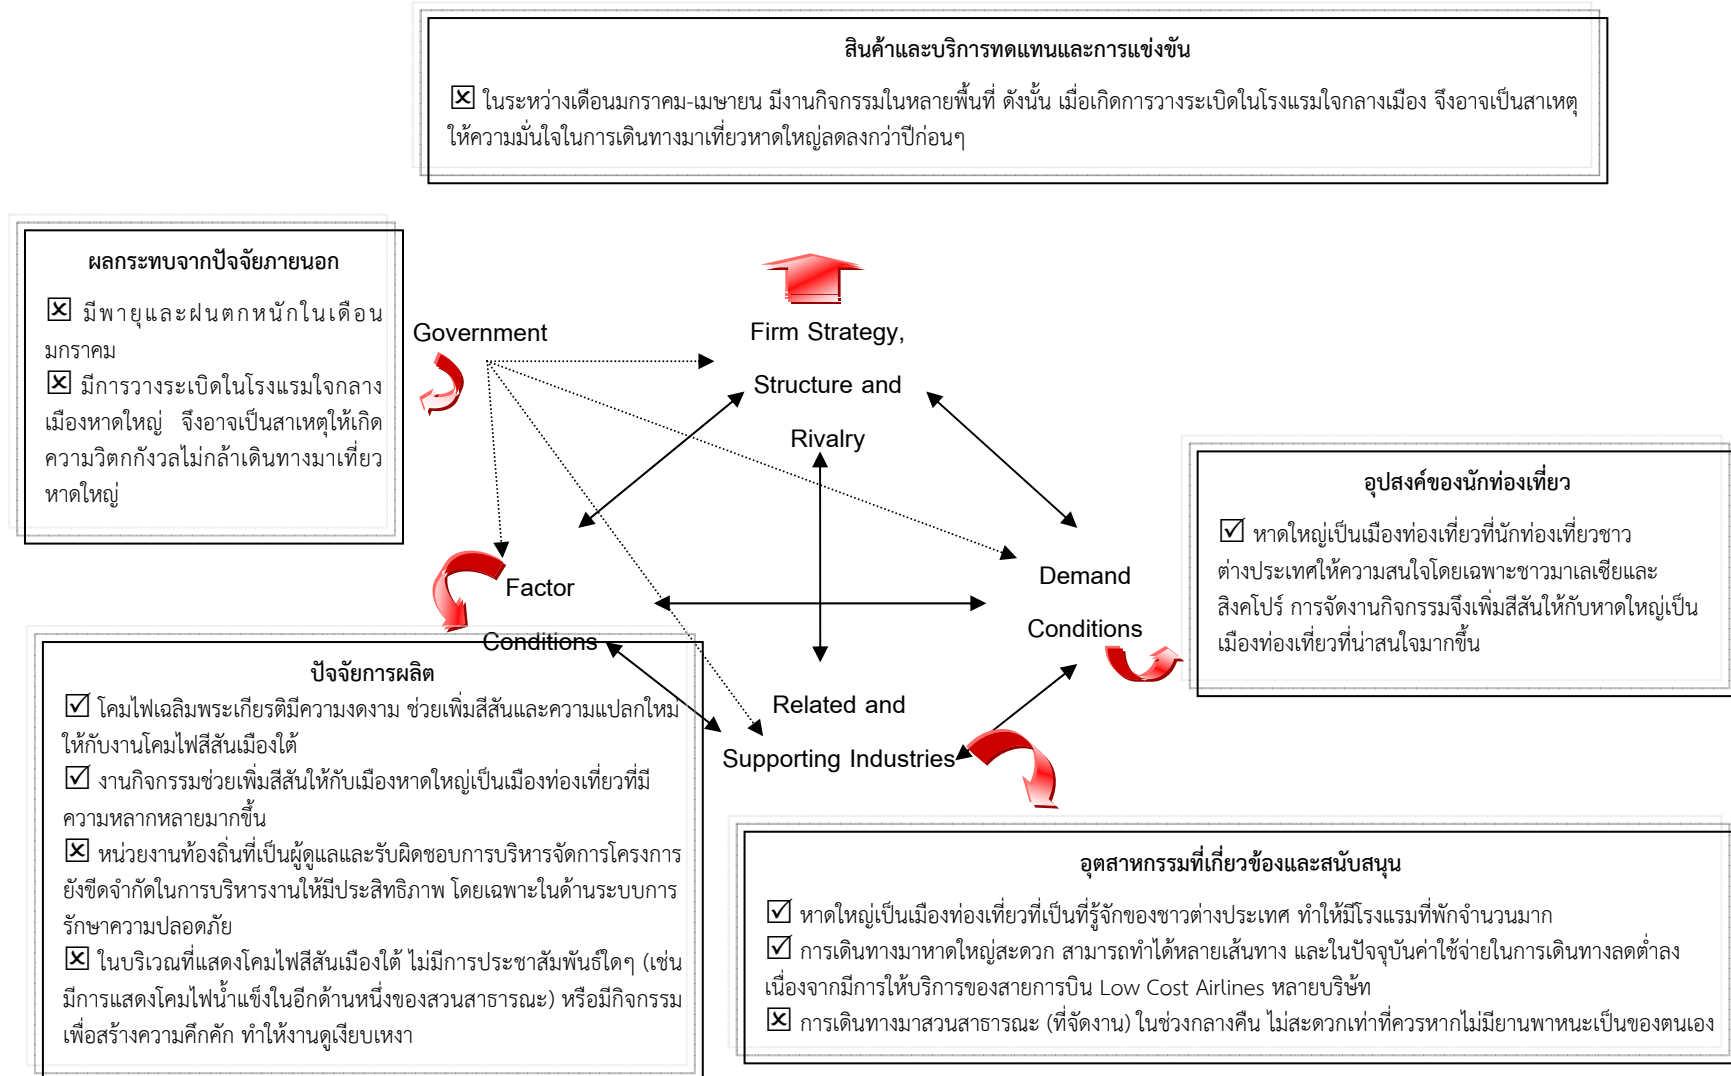 สินค้าและบริการทดแทนและการแข่งขัน
☒ ในระหว่างเดือนมกราคม-เมษายน มีงานกิจกรรมในหลายพื้นที่ ดังนั้น เมื่อเกิดการวางระเบิดในโรงแรมใจกลางเมือง จึงอาจเป็นสาเหตุ
ให้ความมั่นใจในการเดินทางมาเที่ยวหาดใหญ่ลดลงกว่าปีก่อนๆ
ผลกระทบจากปัจจัยภายนอก
☒ มีพายุและฝนตกหนักในเดือน
มกราคม
☒ มีการวางระเบิดในโรงแรมใจกลาง
เมืองหาดใหญ่ จึงอาจเป็นสาเหตุให้เกิด
ความวิตกกังวลไม่กล้าเดินทางมาเที่ยว
หาดใหญ่
Government
Firm Strategy,
Structure and
Rivalry
Factor
Conditions
Demand
Conditions
Related and
Supporting Industries
อุปสงค์ของนักท่องเที่ยว
☑ หาดใหญ่เป็นเมืองท่องเที่ยวที่นักท่องเที่ยวชาว
ต่างประเทศให้ความสนใจโดยเฉพาะชาวมาเลเซียและ
สิงคโปร์ การจัดงานกิจกรรมจึงเพิ่มสีสันให้กับหาดใหญ่เป็น
เมืองท่องเที่ยวที่น่าสนใจมากขึ้น
ปัจจัยการผลิต
☑ โคมไฟเฉลิมพระเกียรติมีความงดงาม ช่วยเพิ่มสีสันและความแปลกใหม่
ให้กับงานโคมไฟสีสันเมืองใต้
☑ งานกิจกรรมช่วยเพิ่มสีสันให้กับเมืองหาดใหญ่เป็นเมืองท่องเที่ยวที่มี
ความหลากหลายมากขึ้น
☒ หน่วยงานท้องถิ่นที่เป็นผู้ดูแลและรับผิดชอบการบริหารจัดการโครงการ
ยังขีดจำกัดในการบริหารงานให้มีประสิทธิภาพ โดยเฉพาะในด้านระบบการ
รักษาความปลอดภัย
☒ ในบริเวณที่แสดงโคมไฟสีสันเมืองใต้ ไม่มีการประชาสัมพันธ์ใดๆ (เช่น
มีการแสดงโคมไฟน้ำแข็งในอีกด้านหนึ่งของสวนสาธารณะ) หรือมีกิจกรรม
เพื่อสร้างความคึกคัก ทำให้งานดูเงียบเหงา
อุตสาหกรรมที่เกี่ยวข้องและสนับสนุน
☑ หาดใหญ่เป็นเมืองท่องเที่ยวที่เป็นที่รู้จักของชาวต่างประเทศ ทำให้มีโรงแรมที่พักจำนวนมาก
☑ การเดินทางมาหาดใหญ่สะดวก สามารถทำได้หลายเส้นทาง และในปัจจุบันค่าใช้จ่ายในการเดินทางลดต่ำลง
เนื่องจากมีการให้บริการของสายการบิน Low Cost Airlines หลายบริษัท
☒ การเดินทางมาสวนสาธารณะ (ที่จัดงาน) ในช่วงกลางคืน ไม่สะดวกเท่าที่ควรหากไม่มียานพาหนะเป็นของตนเอง